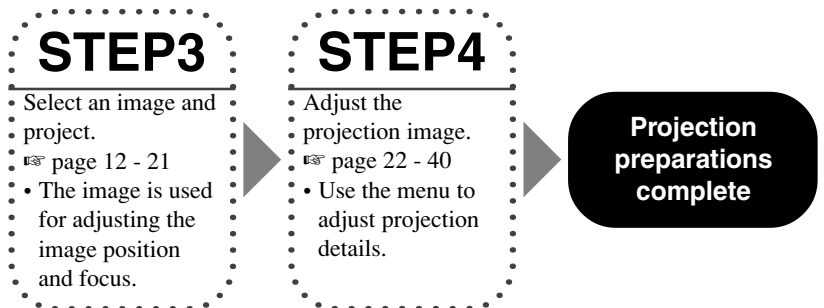 STEP3
Select an image and
project.
☞ page 12 - 21
• The image is used
for adjusting the
image position
and focus.
STEP4
Adjust the
projection image.
☞ page 22 - 40
• Use the menu to
adjust projection
details.
Projection
preparations
complete